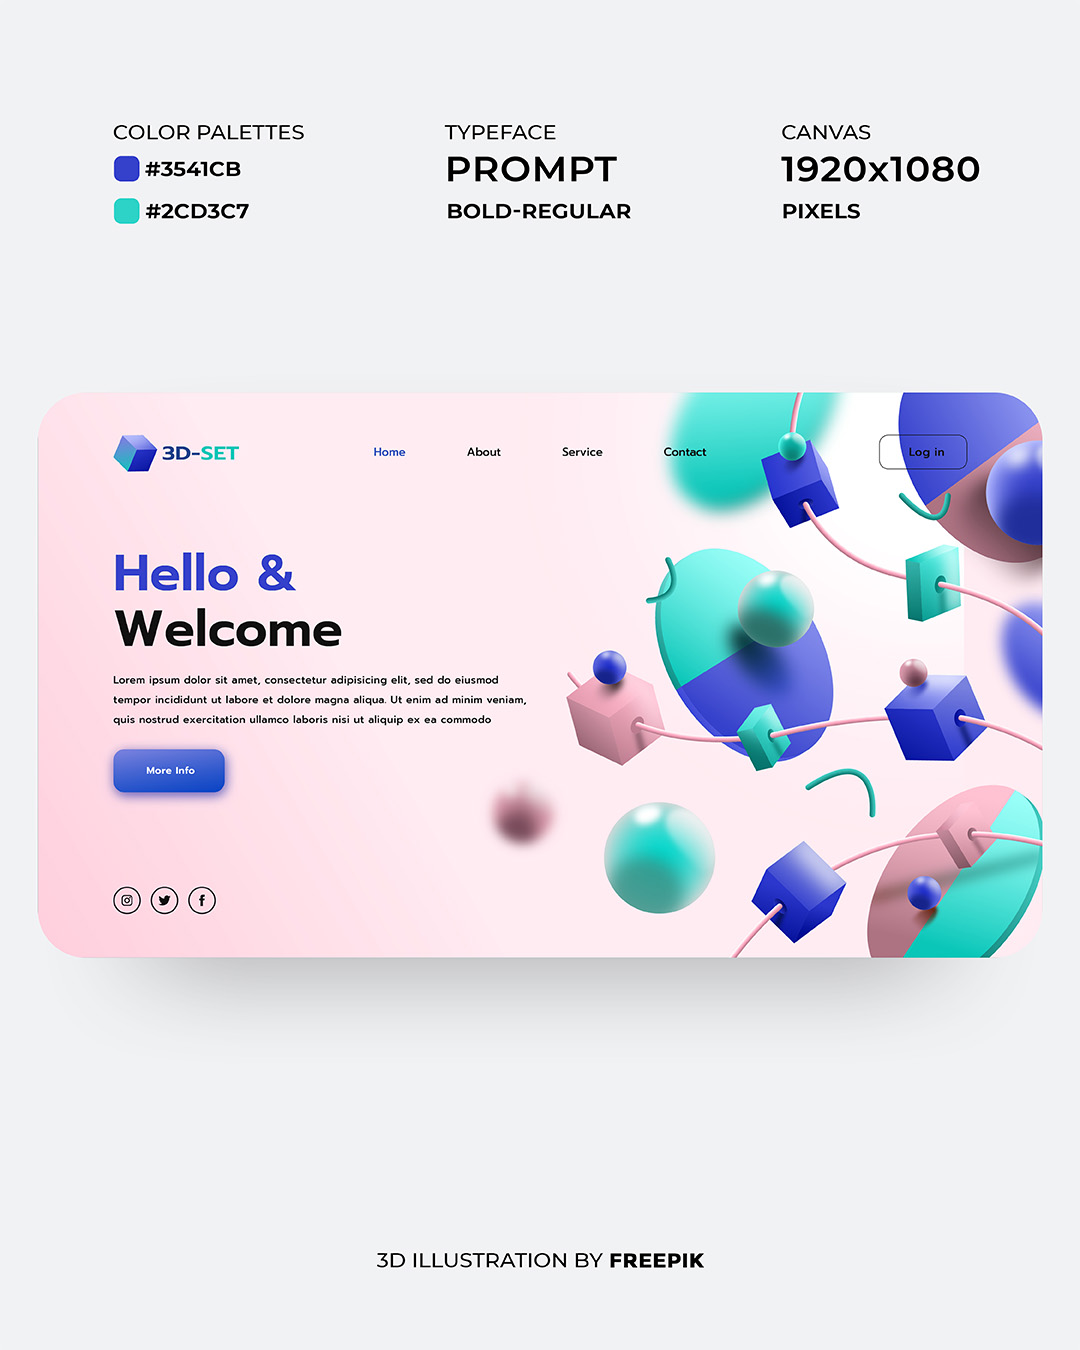 COLOR PALETTES
#3541CB
#2CD3C7
TYPEFACE
PROMPT
BOLD-REGULAR
CANVAS
1920x1080
PIXELS
3D-SET
Home
About
Service
Contact
Log in
Hello &
Welcome
Lorem ipsum dolor sit amet, consectetur adipisicing elit, sed do eiusmod
tempor incididunt ut labore et dolore magna aliqua. Ut enim ad minim veniam,
quis nostrud exercitation ullamco laboris nisi ut aliquip ex ea commodo
More Info
3D ILLUSTRATION BY FREEPIK